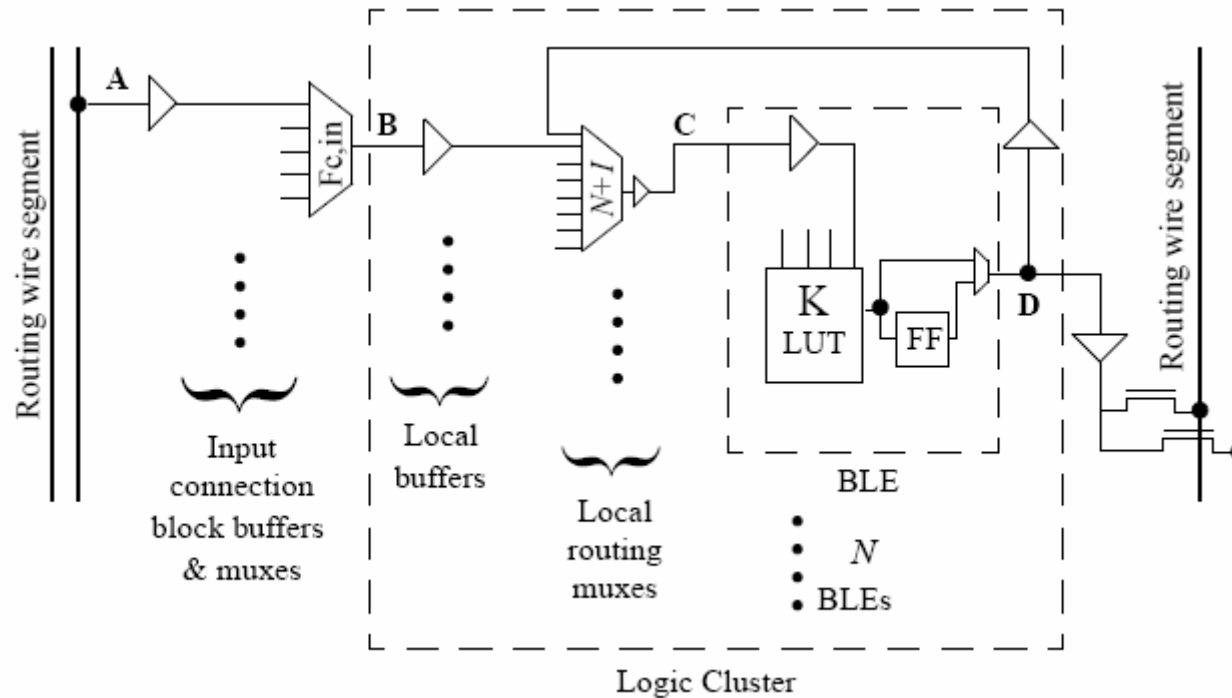 Routing wire segment
A
Fc,in
B
N+I
C
K
LUT
FF
D
Routing wire segment
Input
connection
block buffers
& muxes
Local
buffers
Local
routing
muxes
BLE
N
BLEs
Logic Cluster